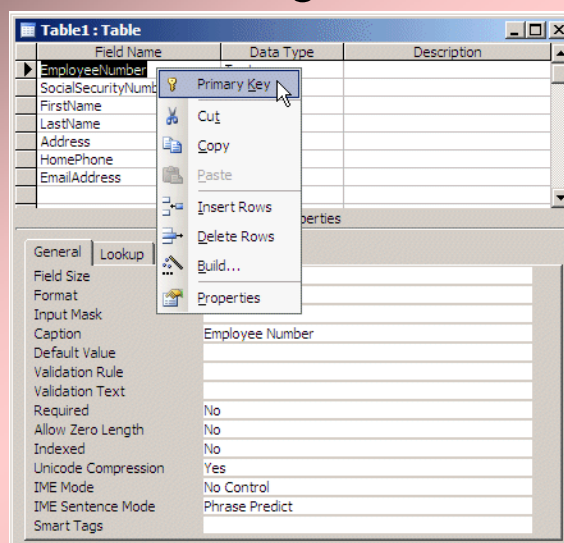 Table1 : Table
Field Name Data Type Description
EmployeeNumber
SocialSecurityNumb
FirstName
LastName
Address
HomePhone
EmailAddress
Primary Key
Cut
Copy
Paste
Insert Rows
Delete Rows
Build...
Properties
perties
General Lookup
Field Size
Format
Input Mask
Caption Employee Number
Default Value
Validation Rule
Validation Text
Required No
Allow Zero Length No
Indexed No
Unicode Compression Yes
IME Mode No Control
IME Sentence Mode Phrase Predict
Smart Tags